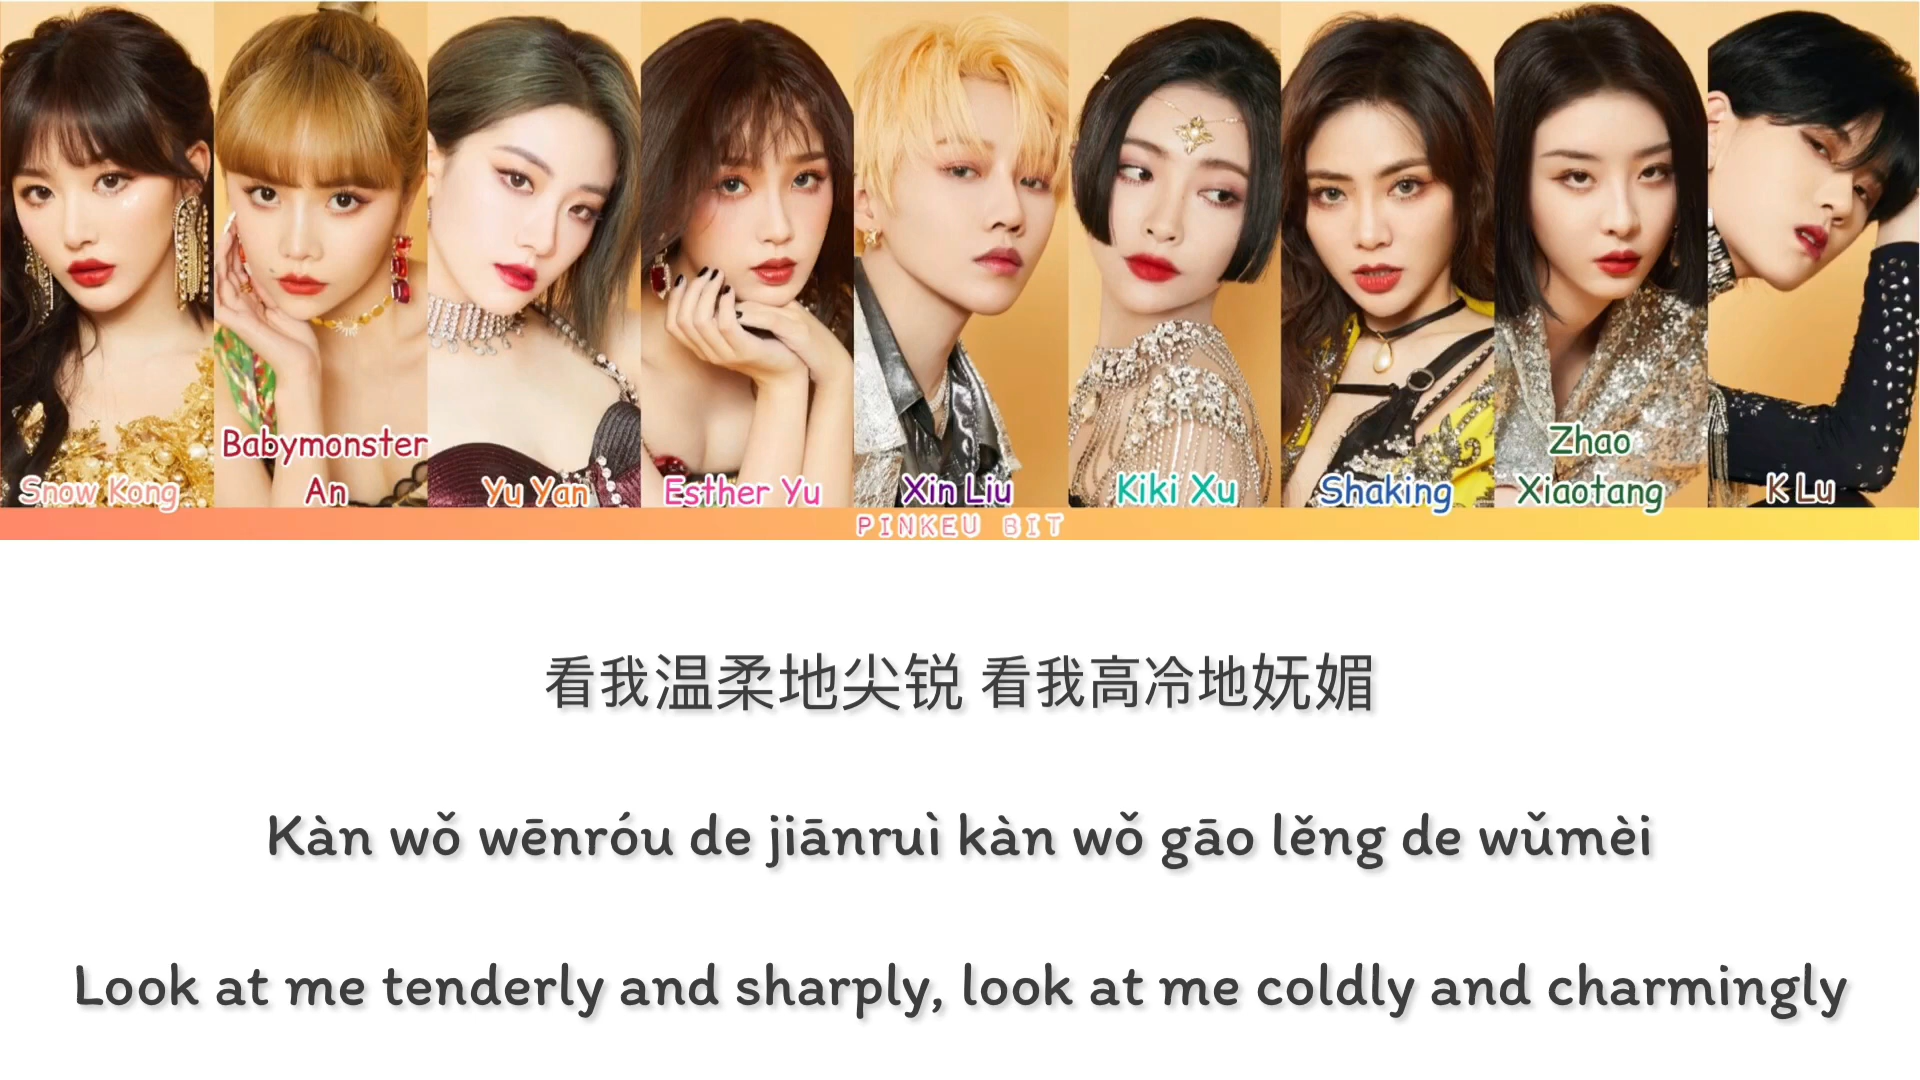 Snow Kong
Babymonster
An
Yu Yan
Esther Yu
Xin Liu
Kiki Xu
Shaking
Zhao
Xiaotang
K Lu
PINKEU BIT
看我温柔地尖锐 看我高冷地妩媚
Kàn wǒ wēnróu de jiānruì kàn wǒ gāo lěng de wǔmèi
Look at me tenderly and sharply, look at me coldly and charmingly